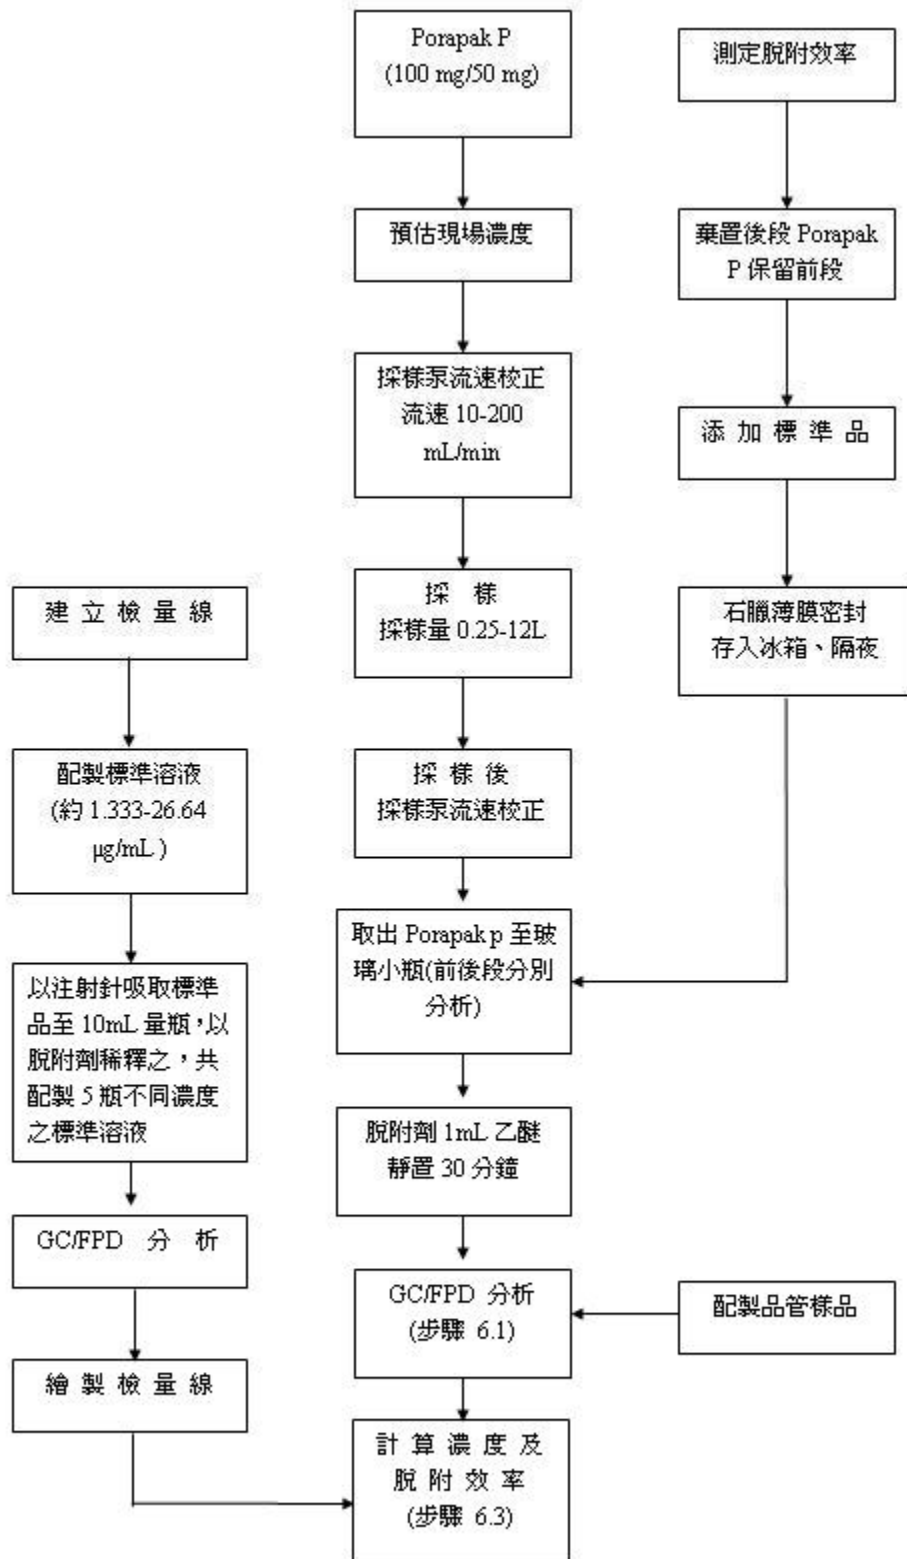 Porapak P
(100 mg/50 mg)
預估現場濃度
採樣泵流速校正
流速 10-200
mL/min
採 樣
採樣量 0.25-12L
採 樣 後
採樣泵流速校正
取出 Porapak p 至玻
璃小瓶(前後段分別
分析)
脫附劑 1mL 乙醚
靜置 30 分鐘
GC/FPD 分析
(步驟 6.1)
計 算 濃 度 及
脫 附 效 率
(步驟 6.3)
測定脫附效率
棄置後段 Porapak
P 保留前段
添 加 標 準 品
石臘薄膜密封
存入冰箱、隔夜
配製品管樣品
建 立 檢 量 線
配製標準溶液
(約 1.333-26.64
μg/mL )
以注射針吸取標準
品至 10mL 量瓶，以
脫附劑稀釋之，共
配製 5 瓶不同濃度
之標準溶液
GC/FPD 分 析
繪 製 檢 量 線